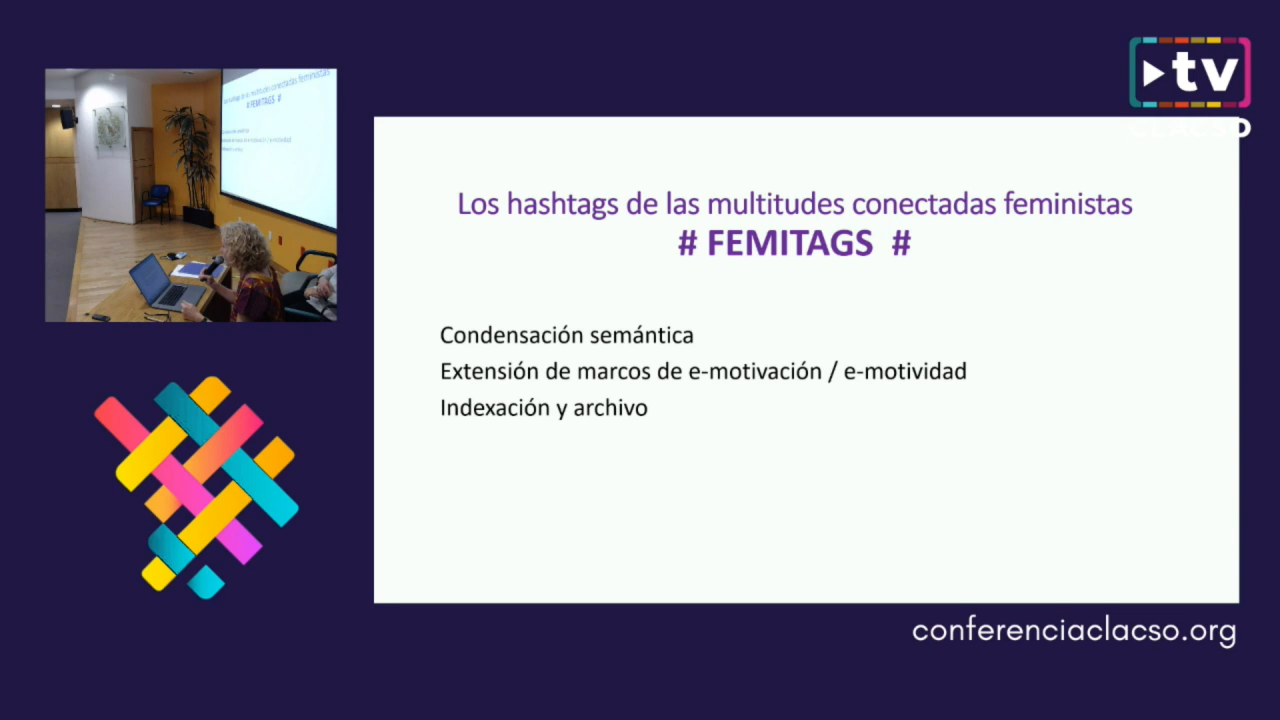 tv
CLACSO
Los hashtags de las multitudes conectadas feministas
# FEMITAGS #
Condensación semántica
Extensión de marcos de e-motivación / e-motividad
Indexación y archivo
conferenciaclacso.org